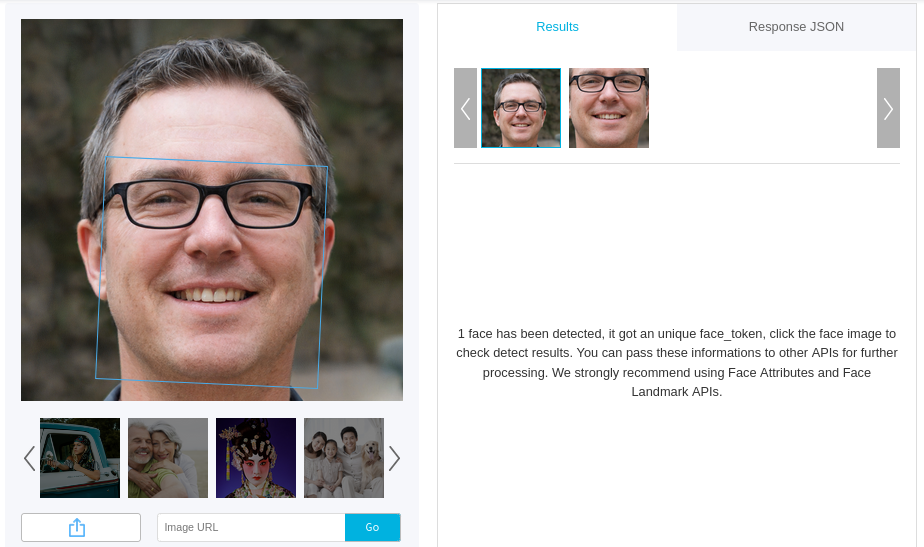 Results
Response JSON
1 face has been detected, it got an unique face_token, click the face image to
check detect results. You can pass these informations to other APIs for further
processing. We strongly recommend using Face Attributes and Face
Landmark APIs.
Image URL
Go